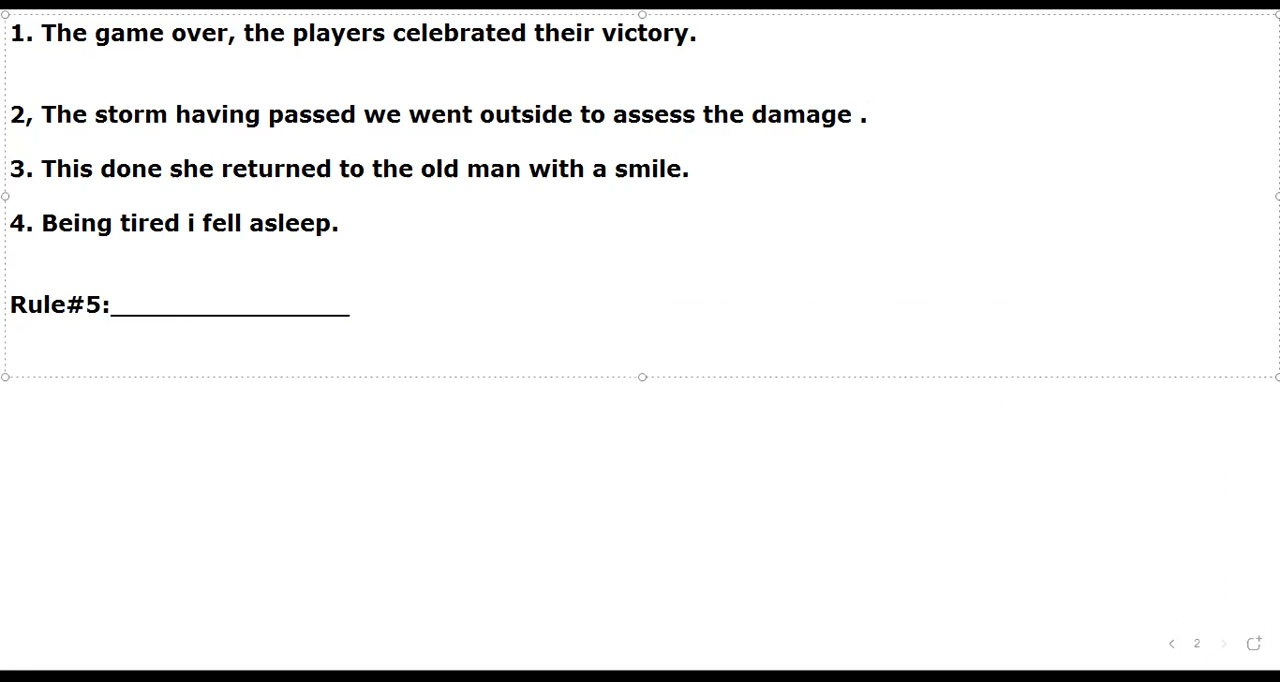 1. The game over, the players celebrated their victory.
2, The storm having passed we went outside to assess the damage .
3. This done she returned to the old man with a smile.
4. Being tired i fell asleep.
Rule#5:_________________
2